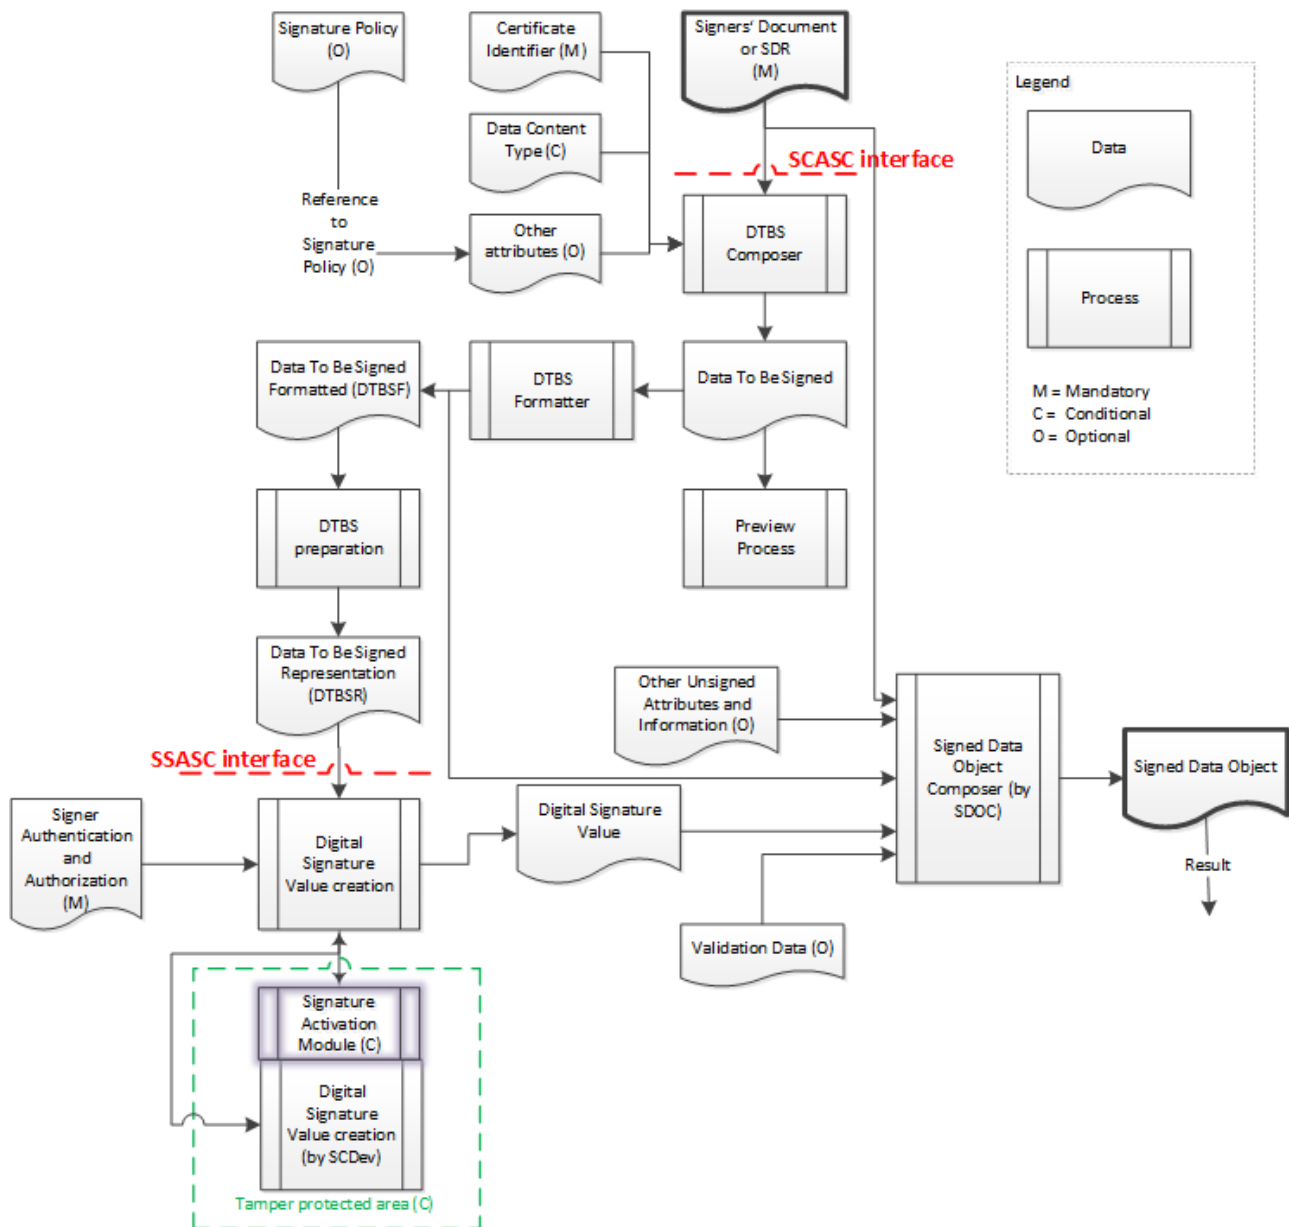 Signature Policy
(O)
Certificate
Identifier (M)
Signers' Document
or SDR
(M)
Legend
Data
Data Content
Type (C)
SCASC interface
Reference
to
Signature
Policy (O)
Other
attributes (O)
DTBS
Composer
Process
Data To Be Signed
Formatted (DTBSF)
DTBS
Formatter
Data To Be Signed
M = Mandatory
C = Conditional
O = Optional
DTBS
preparation
Preview
Process
Data To Be Signed
Representation
(DTBSR)
Other Unsigned
Attributes and
Information (O)
SSASC interface
Signed Data
Object
Composer (by
SDOC)
Signed Data Object
Signer
Authentication
and
Authorization
(M)
Digital
Signature
Value creation
Digital Signature
Value
Result
Validation Data (O)
Signature
Activation
Module (C)
Digital
Signature
Value creation
(by SCDev)
Tamper protected area (C)